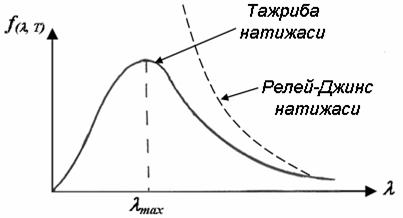 f(λ, T)
Тажриба
натижаси
Релей-Джинс
натижаси
λmax
λ